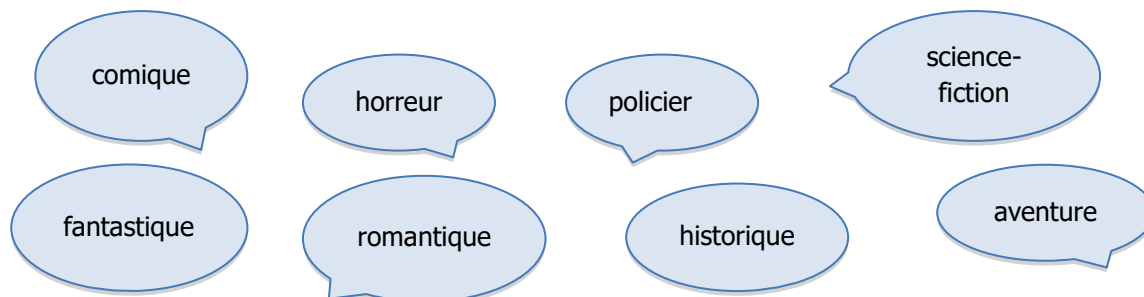 comique
horreur
policier
science-
fiction
fantastique
romantique
historique
aventure